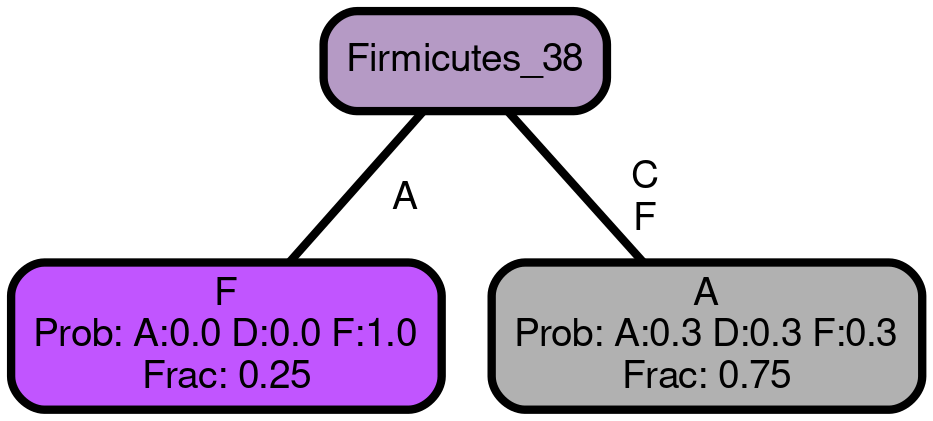 Firmicutes_38
A
C
F
F
Prob: A:0.0 D:0.0 F:1.0
Frac: 0.25
A
Prob: A:0.3 D:0.3 F:0.3
Frac: 0.75